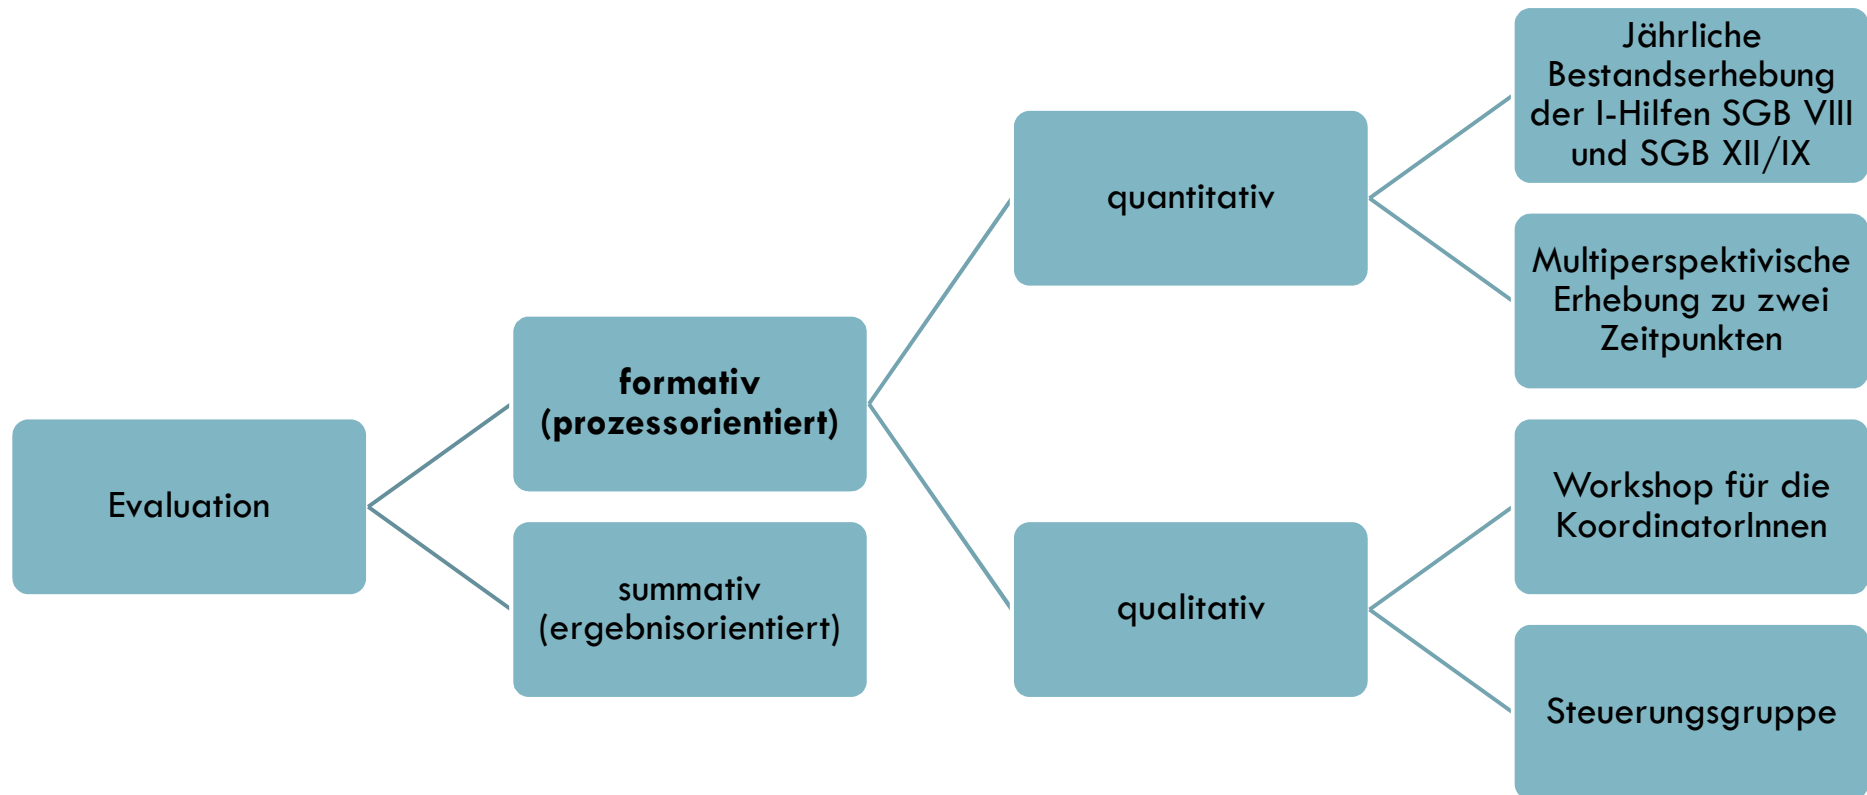 Evaluation
formativ
(prozessorientiert)
summativ
(ergebnisorientiert)
quantitativ
qualitativ
Jährliche
Bestandserhebung
der I-Hilfen SGB VIII
und SGB XII/IX
Multiperspektivische
Erhebung zu zwei
Zeitpunkten
Workshop für die
KoordinatorInnen
Steuerungsgruppe